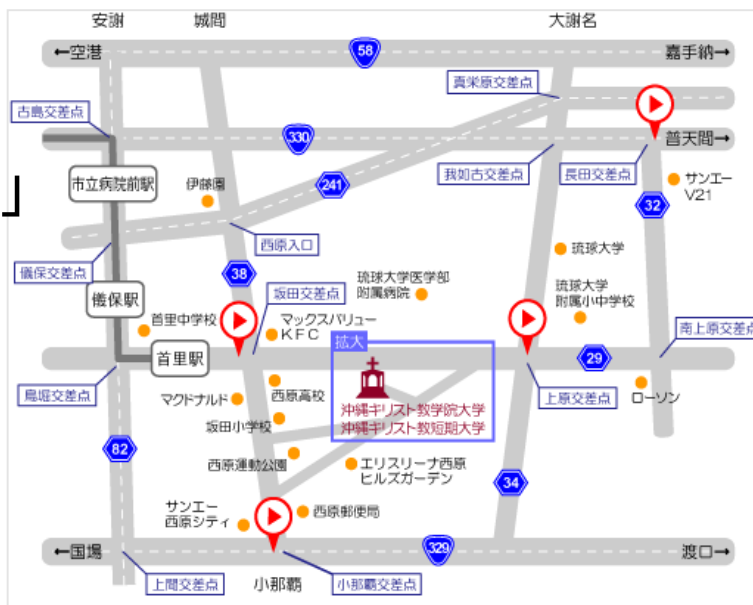 安謝
城間
大謝名
←空港
58
嘉手納→
真栄原交差点
古島交差点
330
普天間→
市立病院前駅
伊藤園
241
我如古交差点
長田交差点
サンエー
V21
32
」
西原入口
琉球大学
儀保交差点
38
坂田交差点
琉球大学医学部
附属病院
琉球大学
附属小中学校
儀保駅
首里中学校
マックスバリュー
KFC
拡大
南上原交差点
首里駅
29
鳥堀交差点
マクドナルド
西原高校
沖縄キリスト教学院大学
沖縄キリスト教短期大学
上原交差点
ローソン
坂田小学校
82
西原運動公園
エリスリーナ西原
ヒルズガーデン
34
サンエー
西原シティ
西原郵便局
←国場
329
渡口→
上間交差点
小那覇
小那覇交差点